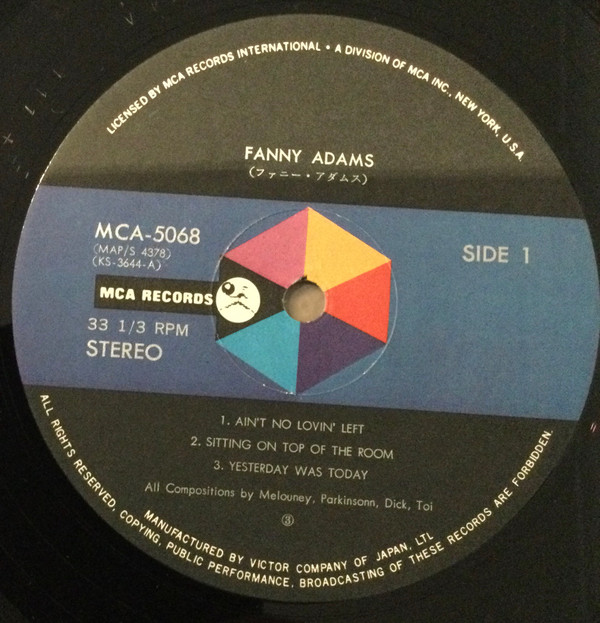 LICENSED BY MCA RECORDS INTERNATIONAL • A DIVISION OF MCA INC., NEW YORK, U.S.A.
FANNY ADAMS
(ファニー・アダムス)
MCA-5068
(MAP/S 4378)
(KS-3644-A)
SIDE 1
MCA RECORDS
33 1/3 RPM
STEREO
1. AIN'T NO LOVIN' LEFT
2. SITTING ON TOP OF THE ROOM
3. YESTERDAY WAS TODAY
All Compositions by Melouney, Parkinsonn, Dick, Toi
③
MANUFACTURED BY VICTOR COMPANY OF JAPAN, LTL
ALL RIGHTS RESERVED, COPYING, PUBLIC PERFORMANCE, BROADCASTING OF THESE RECORDS ARE FORBIDDEN.